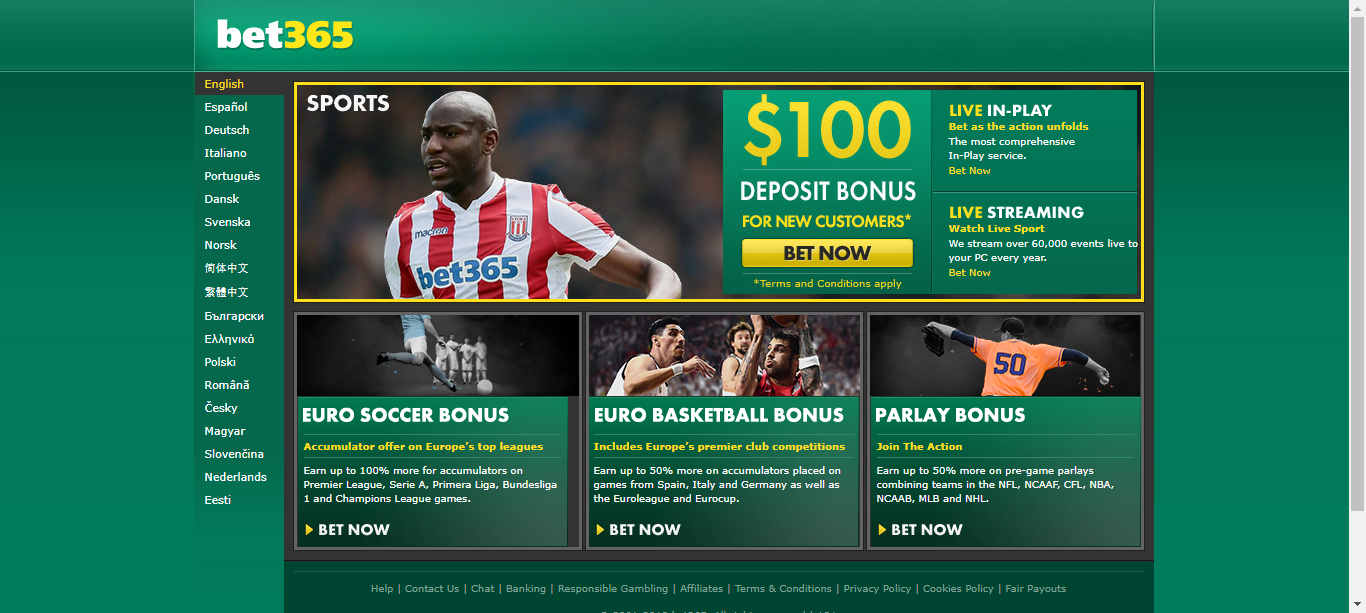 bet365
English
Español
Deutsch
Italiano
Português
Dansk
Svenska
Norsk
简体中文
繁體中文
Български
Ελληνικά
Polski
Română
Česky
Magyar
Slovenčina
Nederlands
Eesti
SPORTS
macron
STOKE
bet365
$100
DEPOSIT BONUS
FOR NEW CUSTOMERS*
BET NOW
*Terms and Conditions apply
LIVE IN-PLAY
Bet as the action unfolds
The most comprehensive
In-Play service.
Bet Now
LIVE STREAMING
Watch Live Sport
We stream over 60,000 events live to
your PC every year.
Bet Now
EURO SOCCER BONUS
Accumulator offer on Europe's top leagues
Earn up to 100% more for accumulators on
Premier League, Serie A, Primera Liga, Bundesliga
1 and Champions League games.
BET NOW
EURO BASKETBALL BONUS
Includes Europe's premier club competitions
Earn up to 50% more on accumulators placed on
games from Spain, Italy and Germany as well as
the Euroleague and Eurocup.
BET NOW
50
PARLAY BONUS
Join The Action
Earn up to 50% more on pre-game parlays
combining teams in the NFL, NCAAF, CFL, NBA,
NCAAB, MLB and NHL.
BET NOW
Help | Contact Us | Chat | Banking | Responsible Gambling | Affiliates | Terms & Conditions | Privacy Policy | Cookies Policy | Fair Payouts